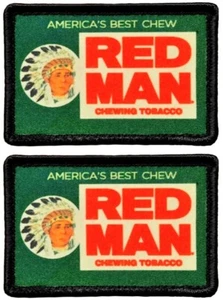 AMERICA'S BEST CHEW
RED
MAN
CHEWING TOBACCO
AMERICA'S BEST CHEW
RED
MAN
CHEWING TOBACCO